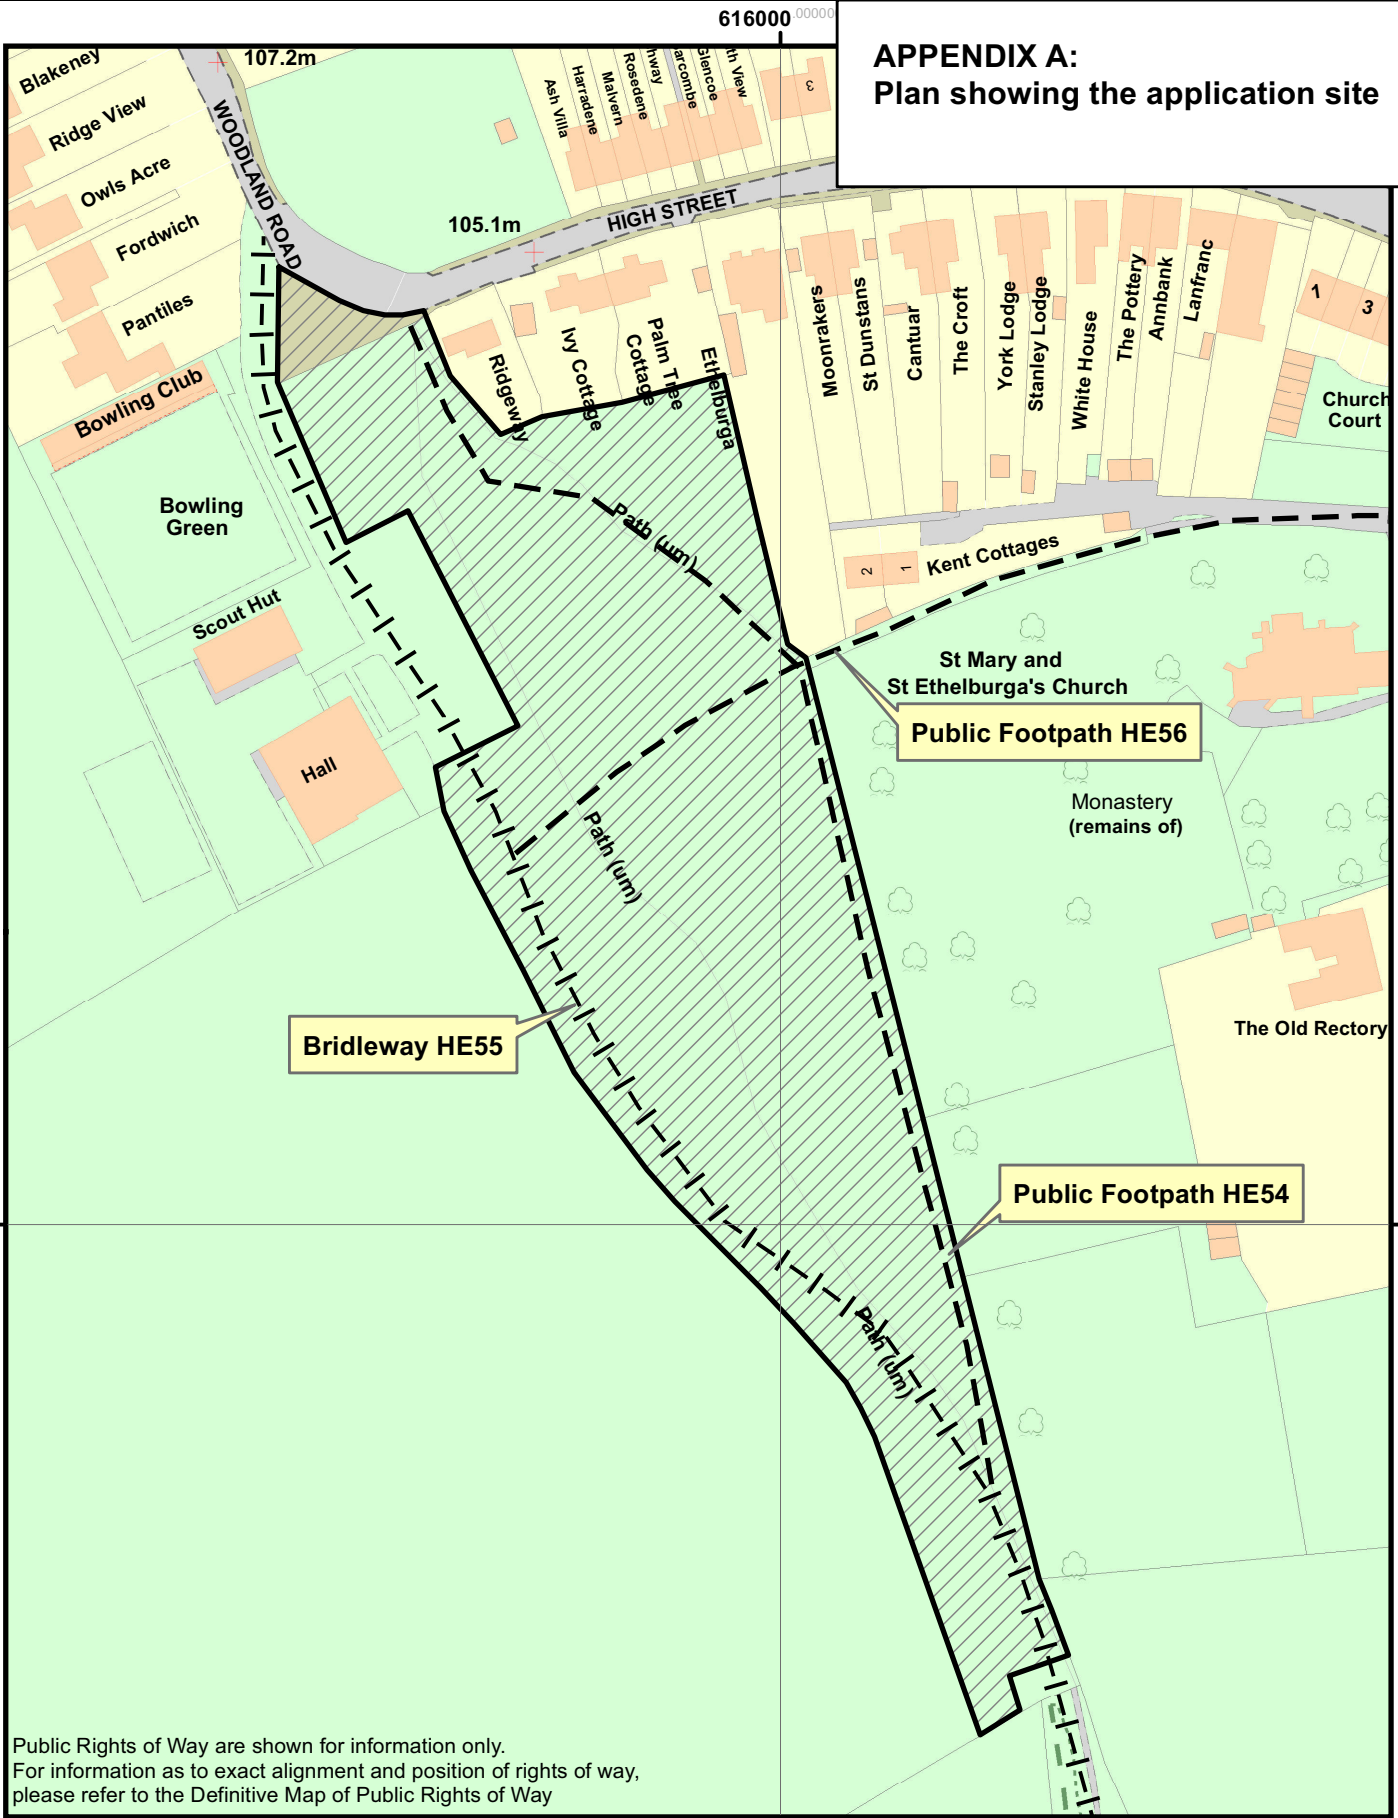 616000
.00000
APPENDIX A:
Plan showing the application site
107.2m
Blakeney
Ridge View
Owls Acre
Fordwich
Pantiles
WOODLAND ROAD
Ash Villa
Harradene
Malvern
Rosedene
hway
arcombe
Glencoe
th View
3
HIGH STREET
105.1m
Bowling Club
Bowling
Green
Scout Hut
Hall
Ridgeway
Ivy Cottage
Palm Tree
Cottage
Ethelburga
Moonrakers
St Dunstans
Cantuar
The Croft
York Lodge
Stanley Lodge
White House
The Pottery
Annbank
Lanfranc
1
3
Church
Court
Path (um)
2
1
Kent Cottages
St Mary and
St Ethelburga's Church
Public Footpath HE56
Monastery
(remains of)
Path (um)
The Old Rectory
Bridleway HE55
Public Footpath HE54
Path (um)
Public Rights of Way are shown for information only.
For information as to exact alignment and position of rights of way,
please refer to the Definitive Map of Public Rights of Way